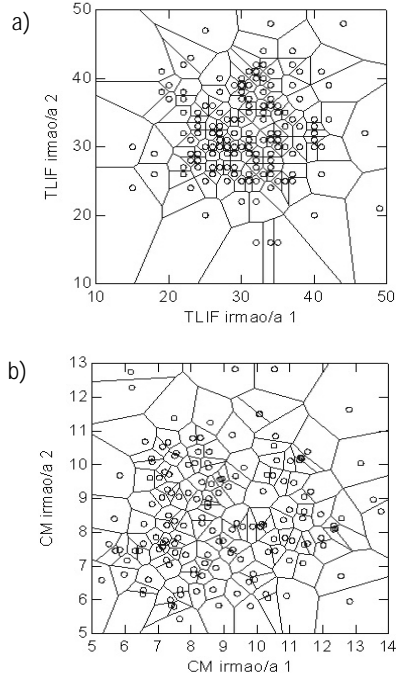 a)
50
40
30
20
10
TLIF irmao/a 2
10 20 30 40 50
TLIF irmao/a 1
b)
13
12
11
10
9
8
7
6
5
CM irmao/a 2
5 6 7 8 9 10 11 12 13 14
CM irmao/a 1